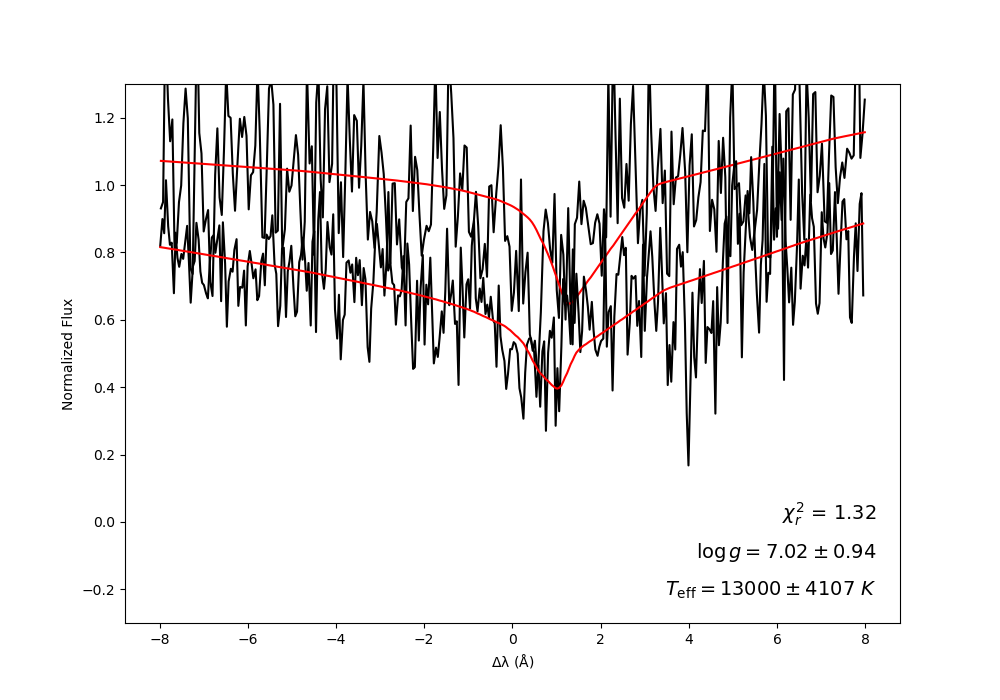 1.2
1.0
0.8
0.6
0.4
0.2
0.0
−0.2
Normalized Flux
χ²ᵣ = 1.32
log g = 7.02 ± 0.94
T_eff = 13000 ± 4107 K
−8 −6 −4 −2 0 2 4 6 8
Δλ (Å)